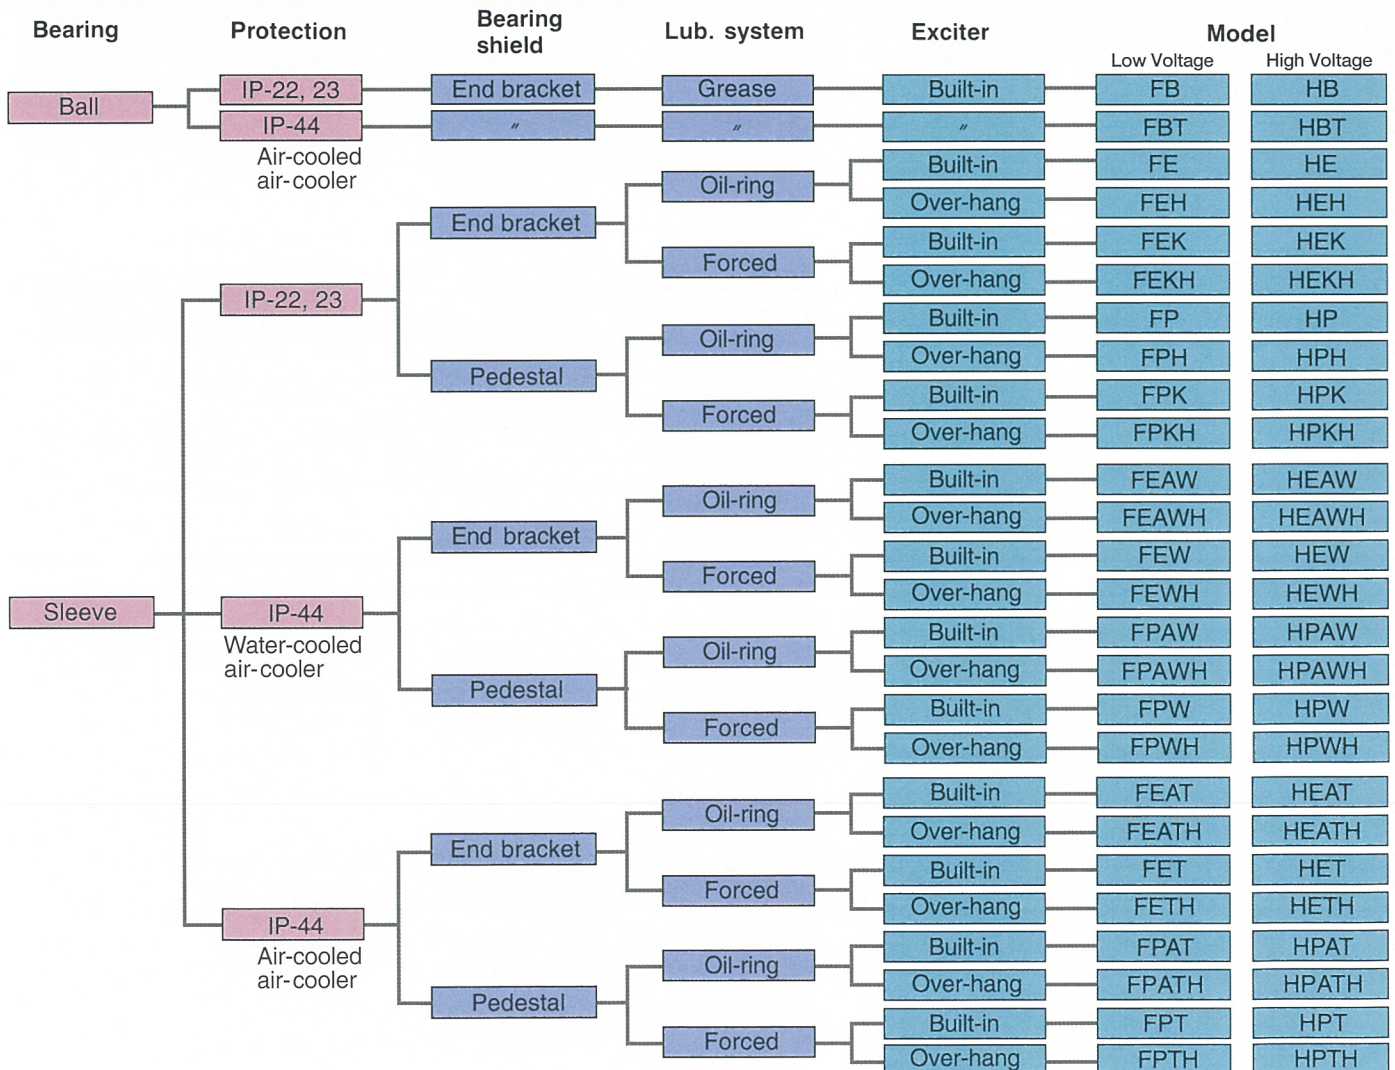 Bearing Protection Bearing shield Lub. system Exciter Model
Low Voltage High Voltage
Ball IP-22, 23 End bracket Grease Built-in FB HB
IP-44 〃 〃 〃 FBT HBT
Air-cooled
air-cooler
Built-in FE HE
Oil-ring
Over-hang FEH HEH
End bracket
Built-in FEK HEK
Forced
Over-hang FEKH HEKH
IP-22, 23
Built-in FP HP
Oil-ring
Over-hang FPH HPH
Pedestal
Built-in FPK HPK
Forced
Over-hang FPKH HPKH
Built-in FEAW HEAW
Oil-ring
Over-hang FEAWH HEAWH
End bracket
Built-in FEW HEW
Forced
Over-hang FEWH HEWH
Sleeve IP-44
Water-cooled
air-cooler
Built-in FPAW HPAW
Oil-ring
Over-hang FPAWH HPAWH
Pedestal
Built-in FPW HPW
Forced
Over-hang FPWH HPWH
Built-in FEAT HEAT
Oil-ring
Over-hang FEATH HEATH
End bracket
Built-in FET HET
Forced
Over-hang FETH HETH
IP-44
Air-cooled
air-cooler
Built-in FPAT HPAT
Oil-ring
Over-hang FPATH HPATH
Pedestal
Built-in FPT HPT
Forced
Over-hang FPTH HPTH